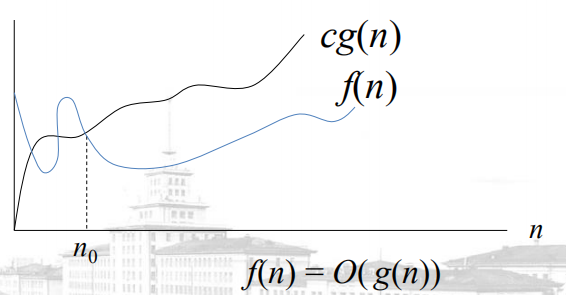 cg(n)
f(n)
n
n₀
f(n) = O(g(n))